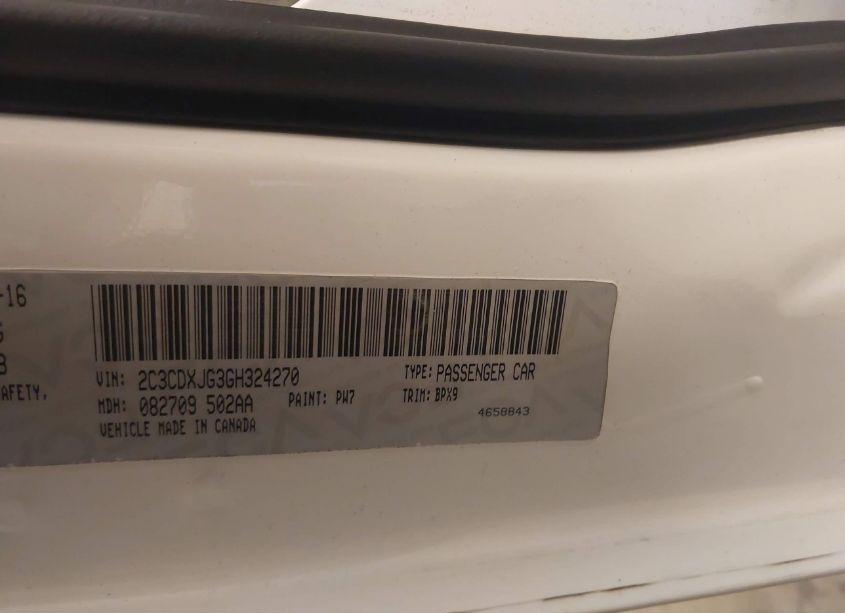 -16
G
B
AFETY,
VIN: 2C3CDXJG3GH324270
TYPE: PASSENGER CAR
MDH: 082709 502AA
PAINT: PW7
TRIM: BPX9
4658843
VEHICLE MADE IN CANADA